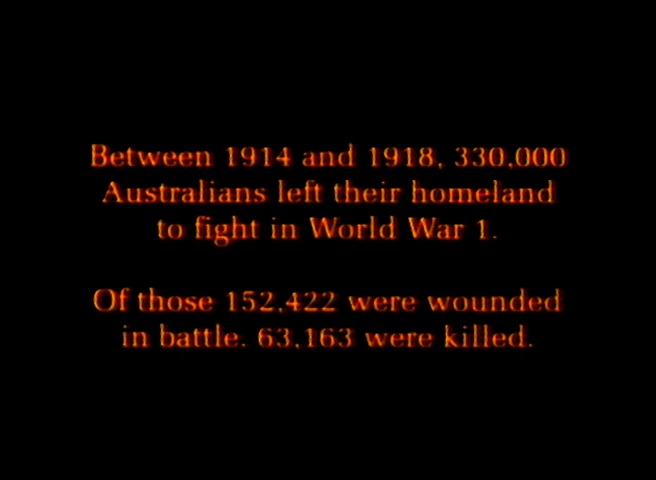 Between 1914 and 1918, 330,000
Australians left their homeland
to fight in World War 1.
Of those 152,422 were wounded
in battle. 63,163 were killed.